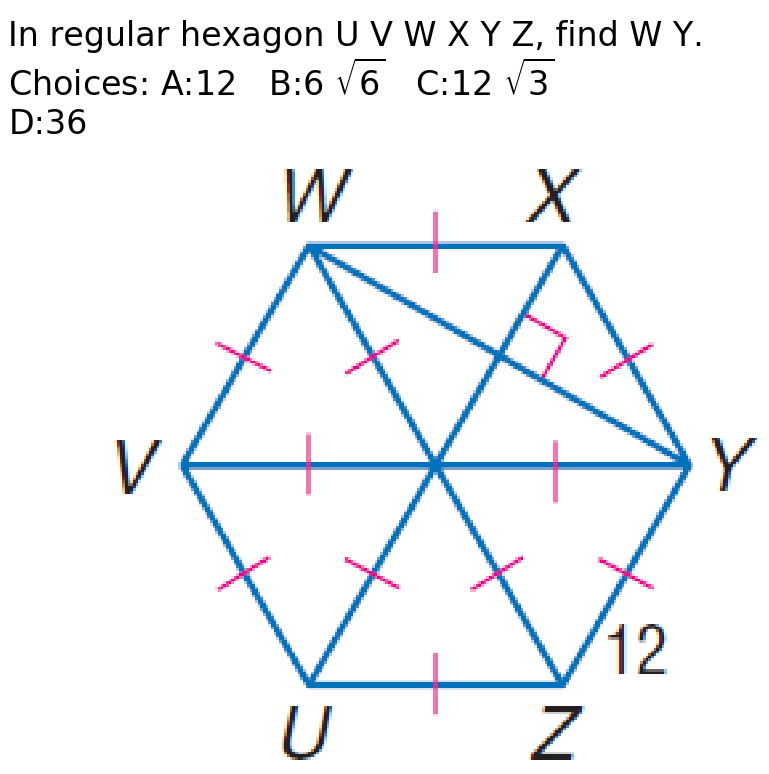 In regular hexagon U V W X Y Z, find W Y.
Choices: A:12 B:6 √6 C:12 √3
D:36
W X
V Y
12
U Z